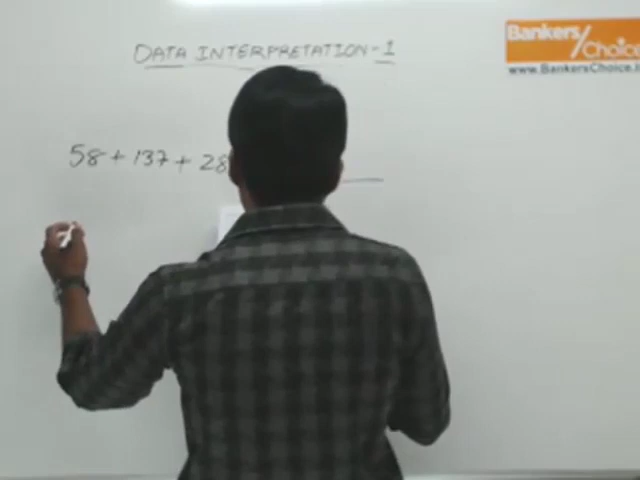 DATA INTERPRETATION-1
Bankers/Choice
www.BankersChoice.i
58 + 137 + 28